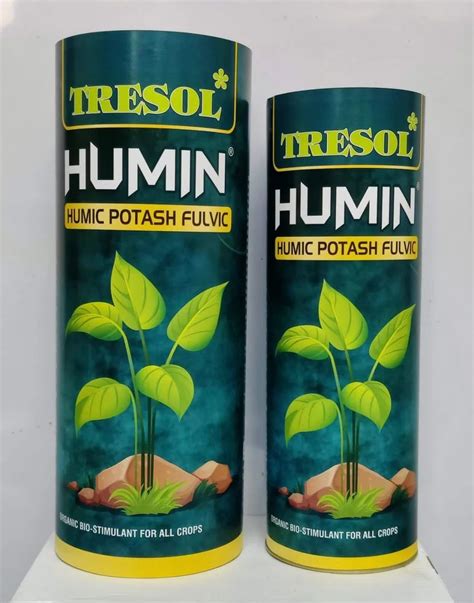 TRESOL
HUMIN®
HUMIC POTASH FULVIC
ORGANIC BIO-STIMULANT FOR ALL CROPS
TRESOL
HUMIN®
HUMIC POTASH FULVIC
ORGANIC BIO-STIMULANT FOR ALL CROPS